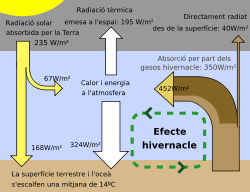 Radiació solar
absorbida per la Terra
235 W/m²
Radiació tèrmica
emesa a l'espai: 195 W/m²
Directament radiat
des de la superfície: 40W/m²
Absorció per part dels
gasos hivernacle: 350W/m²
67W/m²
Calor i energia
a l'atmosfera
452W/m²
168W/m²
324W/m²
Efecte
hivernacle
La superfície terrestre i l'oceà
s'escalfen una mitjana de 14ºC